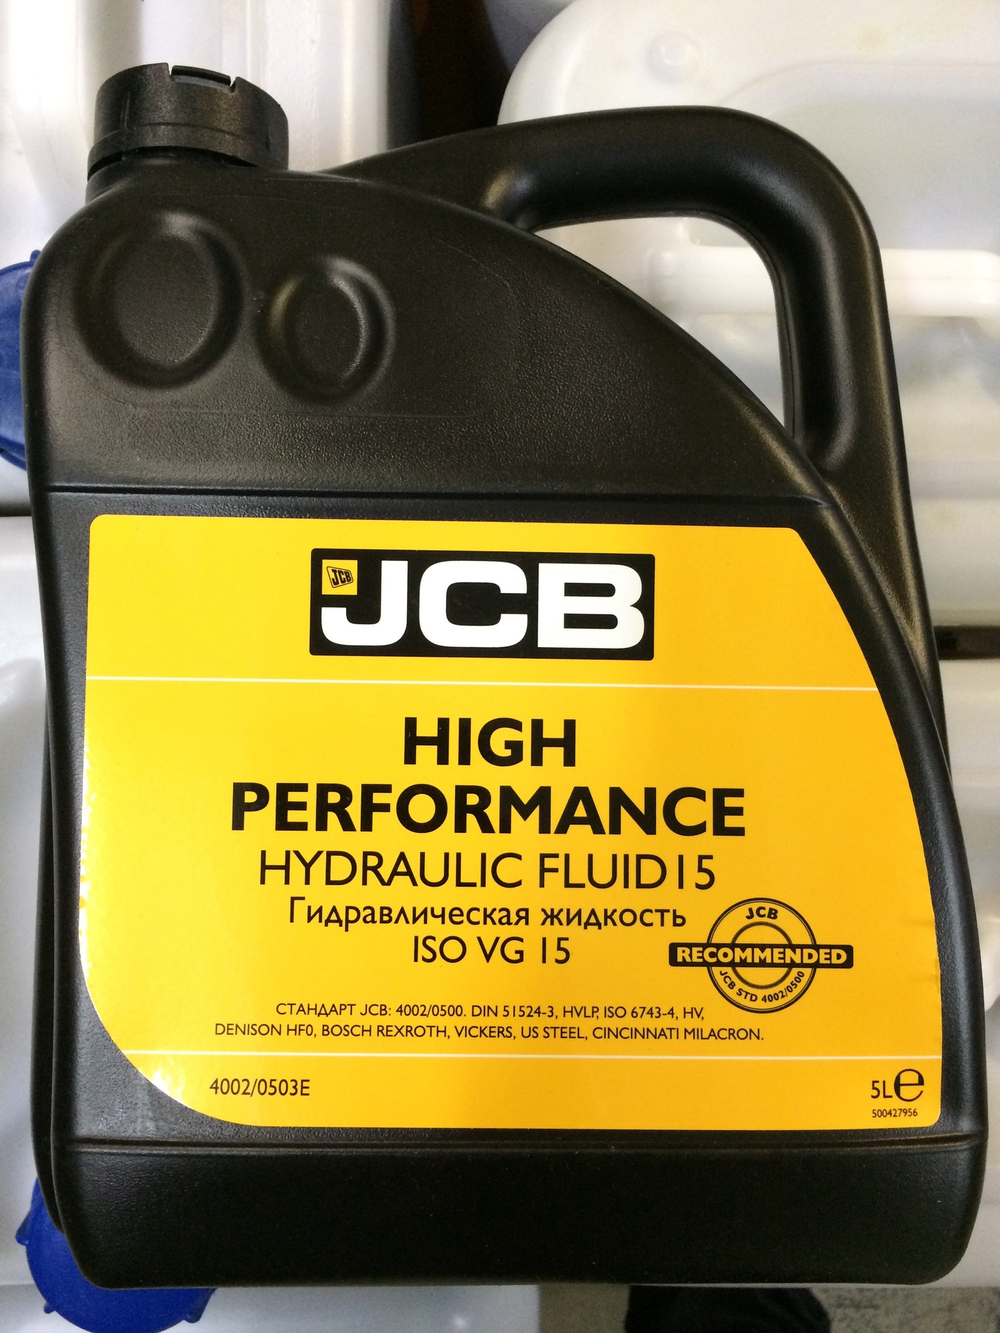 JCB
JCB
HIGH
PERFORMANCE
HYDRAULIC FLUID 15
Гидравлическая жидкость
ISO VG 15
JCB
RECOMMENDED
JCB STD 4002/0500
СТАНДАРТ JCB: 4002/0500. DIN 51524-3, HVLP, ISO 6743-4, HV,
DENISON HF0, BOSCH REXROTH, VICKERS, US STEEL, CINCINNATI MILACRON.
4002/0503E
5L℮
500427956